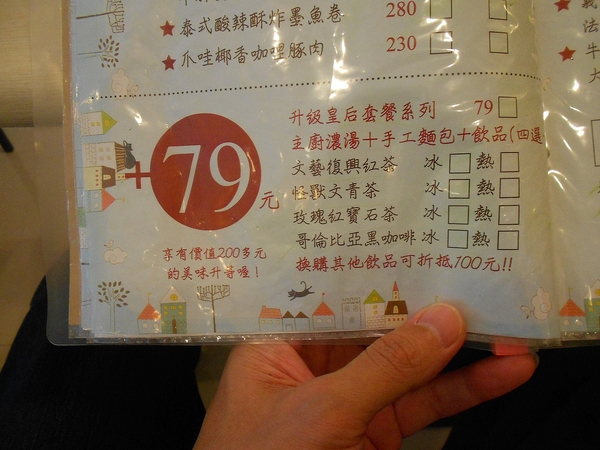 ★泰式酸辣酥炸墨魚卷 280
★爪哇椰香咖哩豚肉 230
升級皇后套餐系列 79
主廚濃湯+手工麵包+飲品(四選
+79元
文藝復興紅茶 冰 熱
怪獸文青茶 冰 熱
玫瑰紅寶石茶 冰 熱
哥倫比亞黑咖啡 冰 熱
享有價值200多元
的美味升等喔!
換購其他飲品可折抵100元!!
義
法
牛